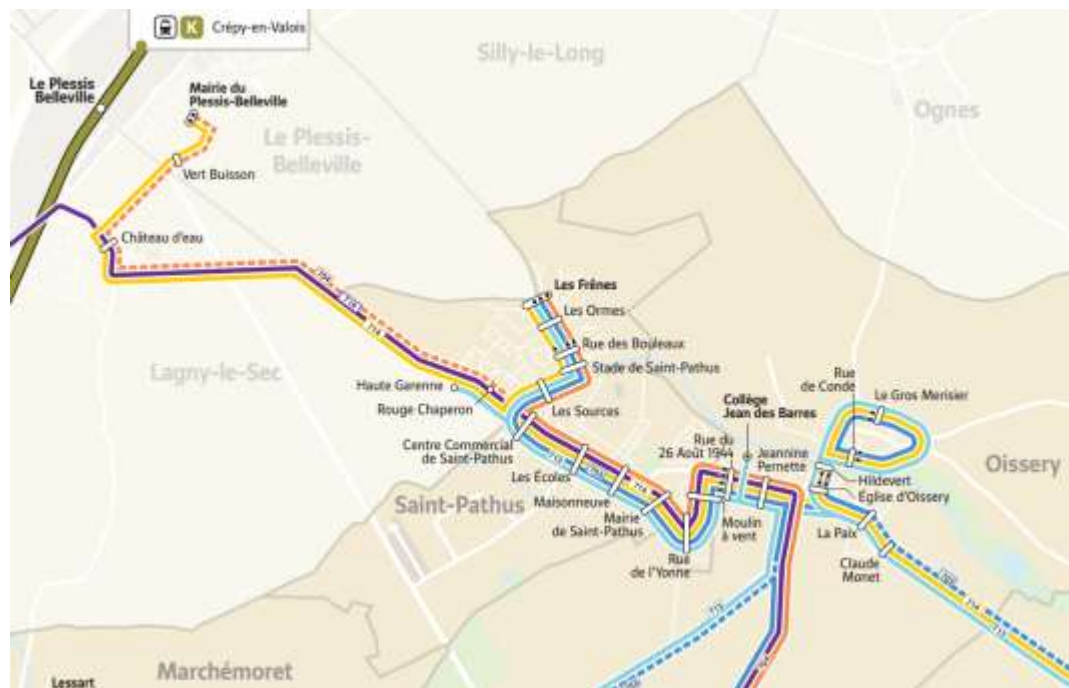 K Crépy-en-Valois
Silly-le-Long
Le Plessis
Belleville
Mairie du
Plessis-Belleville
Ognes
Le Plessis-
Belleville
Vert Buisson
Château d'eau
Les Frênes
Les Ormes
Rue des Bouleaux
Stade de Saint-Pathus
Lagny-le-Sec
Haute Garenne
Rouge Chaperon
Les Sources
Rue
de Condé
Le Gros Merisier
Collège
Jean des Barres
Centre Commercial
de Saint-Pathus
Rue du
26 Août 1944
Jeannine
Pernette
Oissery
Les Écoles
Hildevert
Église d'Oissery
Saint-Pathus
Maisonneuve
Mairie
de Saint-Pathus
Moulin
à vent
La Paix
Rue
de l'Yonne
Claude
Monet
714
715
Marchémoret
Lessart